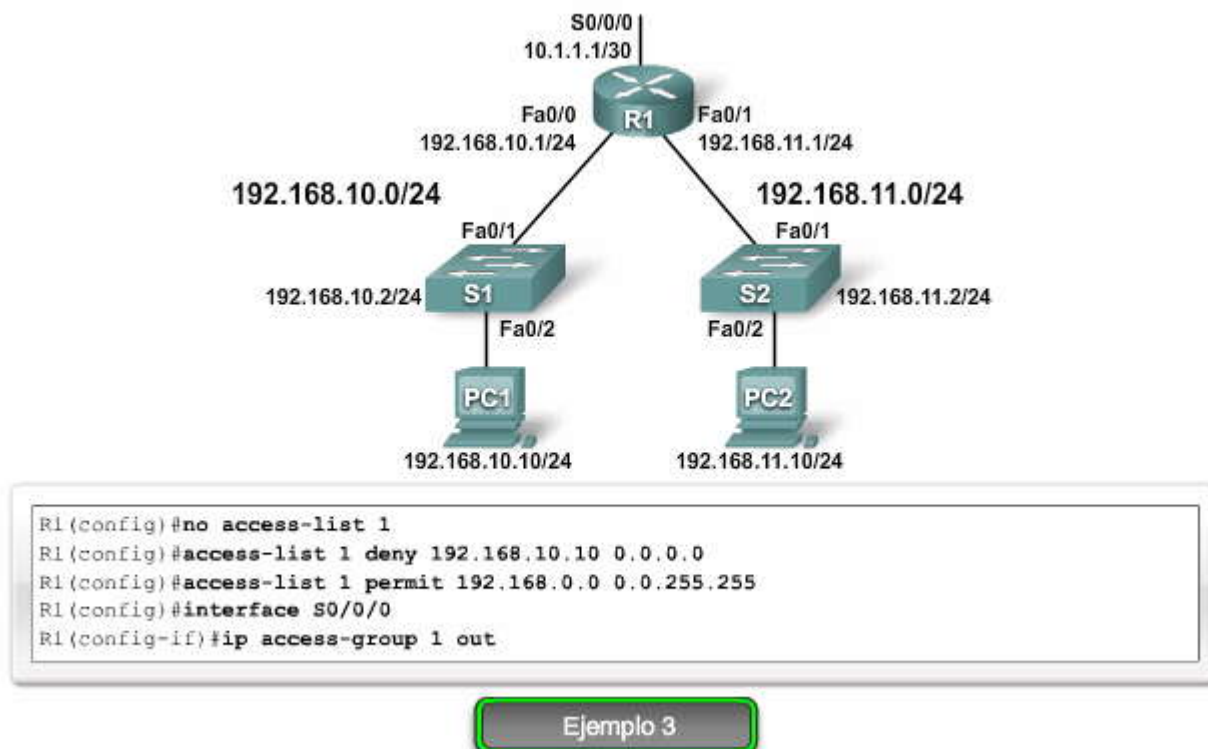 S0/0/0
10.1.1.1/30
Fa0/0
R1
Fa0/1
192.168.10.1/24
192.168.11.1/24
192.168.10.0/24
192.168.11.0/24
Fa0/1
Fa0/1
192.168.10.2/24
S1
S2
192.168.11.2/24
Fa0/2
Fa0/2
PC1
PC2
192.168.10.10/24
192.168.11.10/24
R1(config)#no access-list 1
R1(config)#access-list 1 deny 192.168.10.10 0.0.0.0
R1(config)#access-list 1 permit 192.168.0.0 0.0.255.255
R1(config)#interface S0/0/0
R1(config-if)#ip access-group 1 out
Ejemplo 3